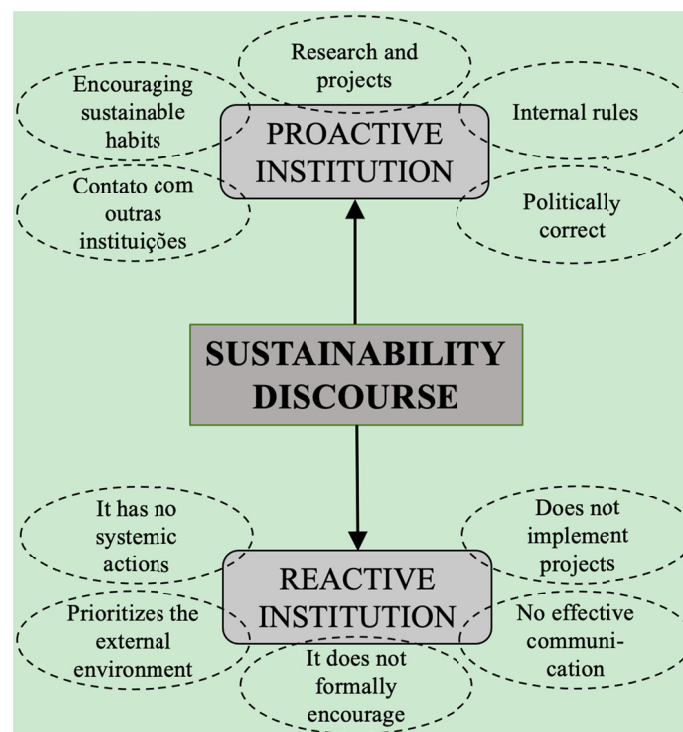 Research and
projects
Encouraging
sustainable
habits
Internal rules
PROACTIVE
INSTITUTION
Contato com
outras
instituições
Politically
correct
SUSTAINABILITY
DISCOURSE
It has no
systemic
actions
Does not
implement
projects
REACTIVE
INSTITUTION
Prioritizes the
external
environment
No effective
communi-
cation
It does not
formally
encourage